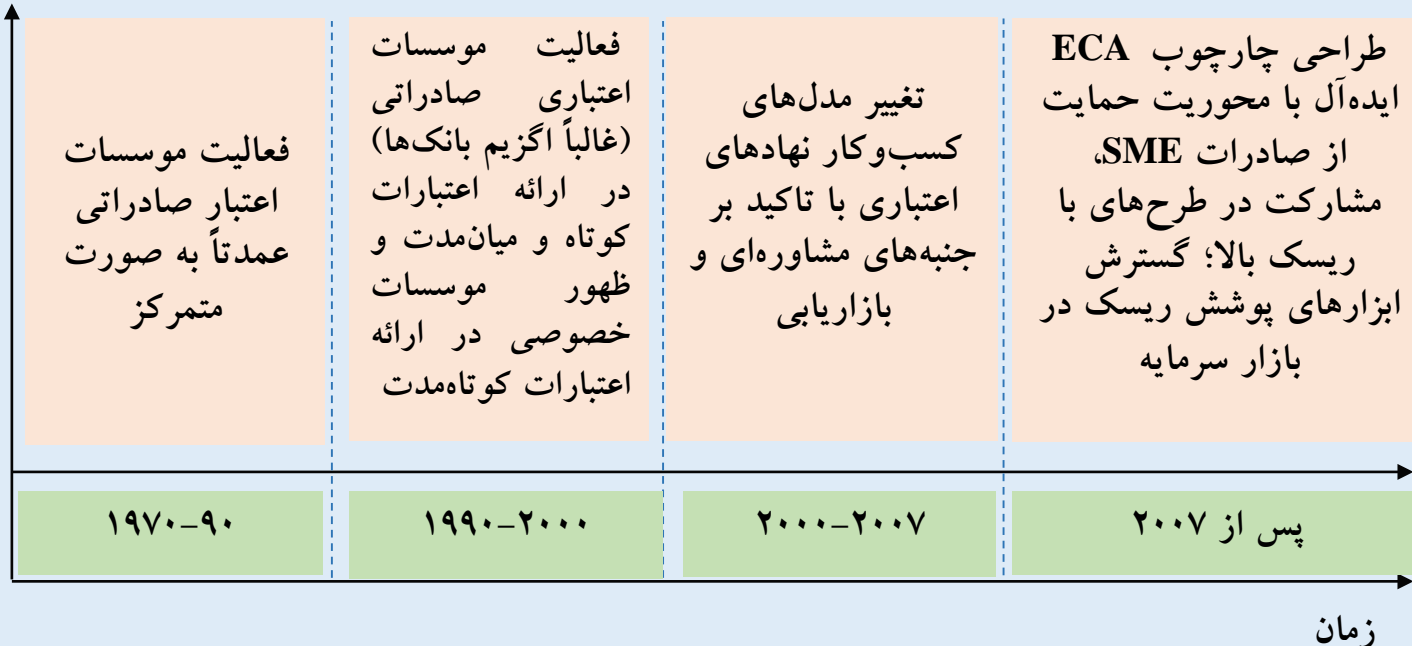 فعالیت موسسات
اعتبار صادراتی
عمدتاً به صورت
متمرکز
فعالیت موسسات
اعتباری صادراتی
(غالباً اگزیم بانک‌ها)
در ارائه اعتبارات
کوتاه و میان‌مدت و
ظهور موسسات
خصوصی در ارائه
اعتبارات کوتاه‌مدت
تغییر مدل‌های
کسب‌وکار نهادهای
اعتباری با تاکید بر
جنبه‌های مشاوره‌ای و
بازاریابی
طراحی چارچوب ECA
ایده‌آل با محوریت حمایت
از صادرات SME،
مشارکت در طرح‌های با
ریسک بالا؛ گسترش
ابزارهای پوشش ریسک در
بازار سرمایه
۱۹۷۰-۹۰
۱۹۹۰-۲۰۰۰
۲۰۰۰-۲۰۰۷
پس از ۲۰۰۷
زمان